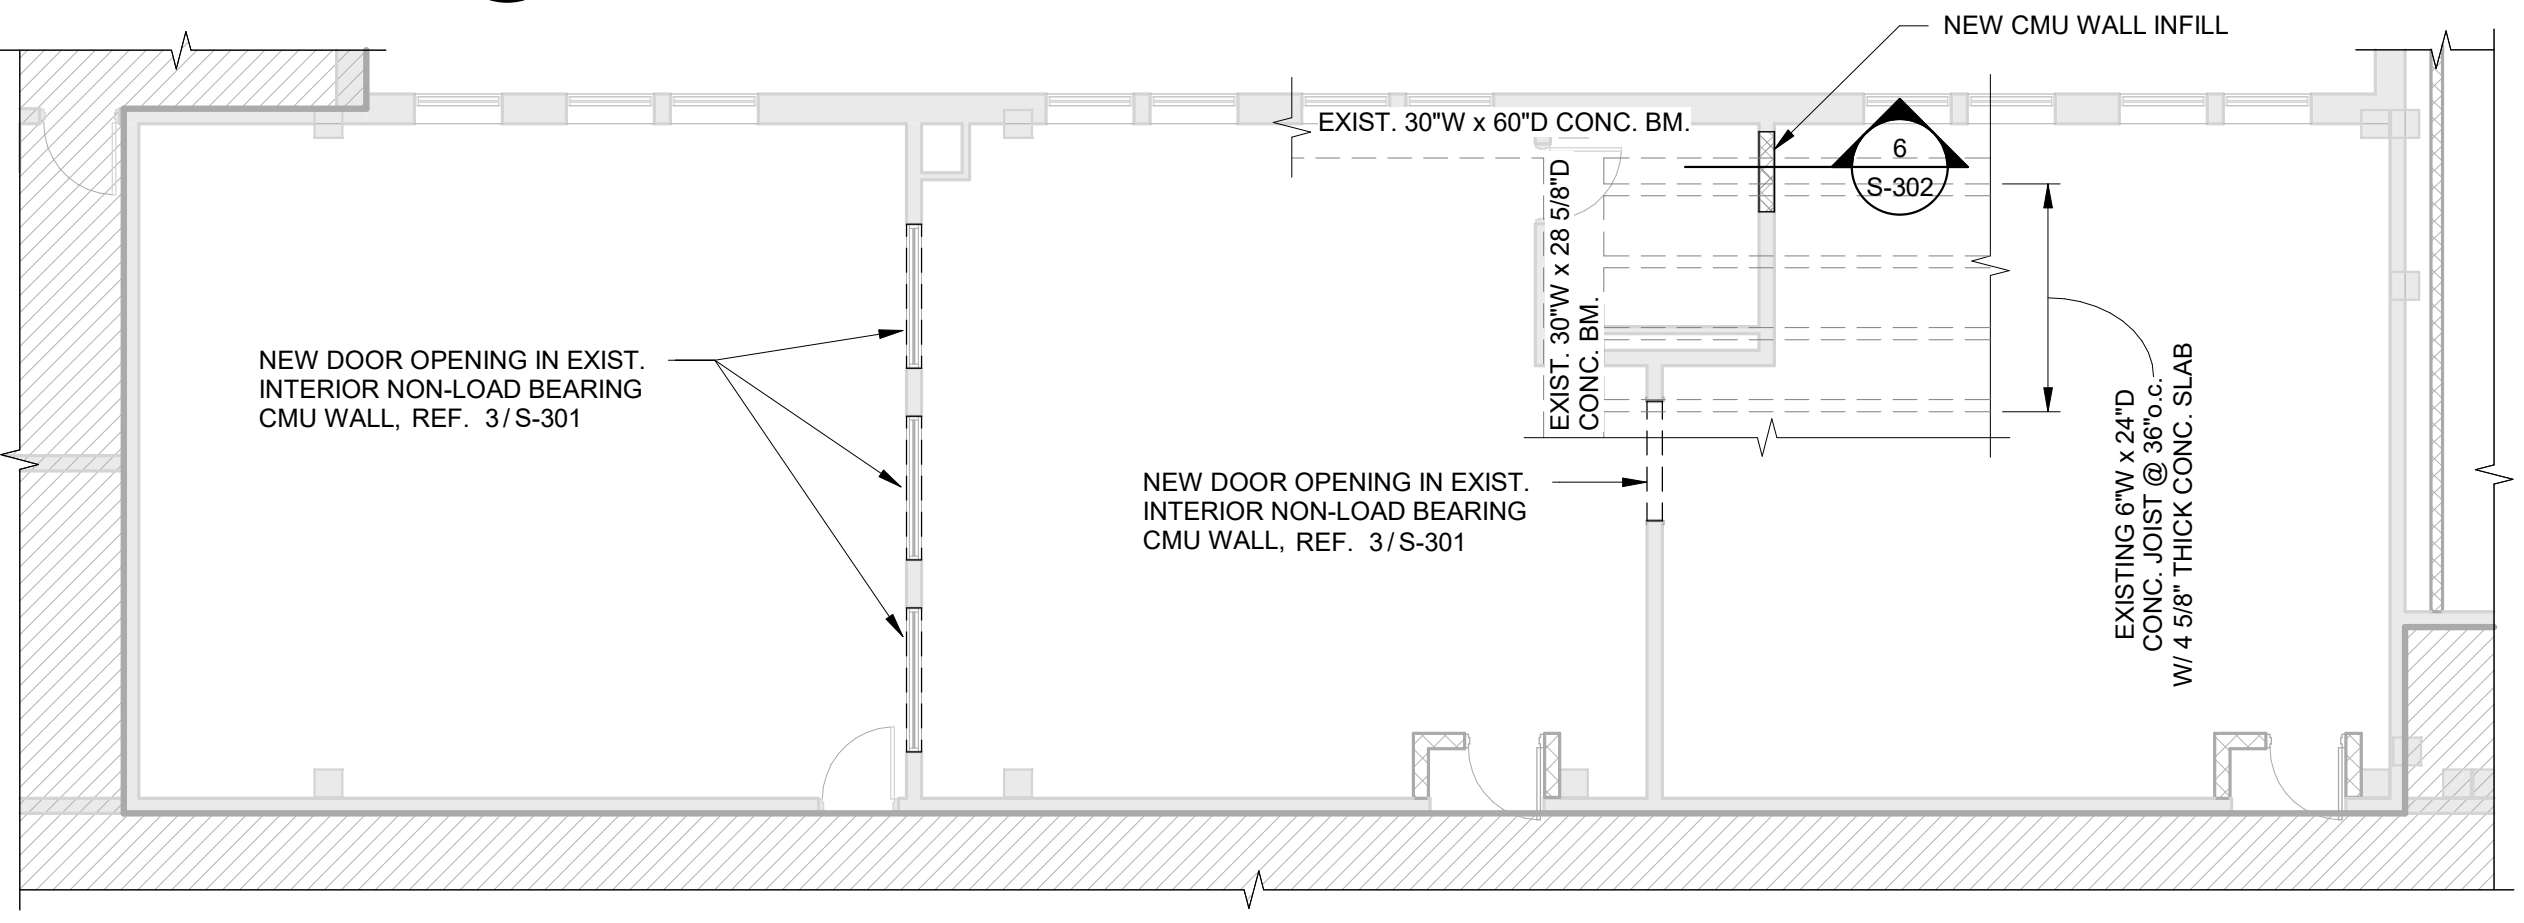 NEW CMU WALL INFILL
EXIST. 30"W x 60"D CONC. BM.
6
S-302
EXIST. 30"W x 28 5/8"D
CONC. BM.
NEW DOOR OPENING IN EXIST.
INTERIOR NON-LOAD BEARING
CMU WALL, REF. 3/S-301
NEW DOOR OPENING IN EXIST.
INTERIOR NON-LOAD BEARING
CMU WALL, REF. 3/S-301
EXISTING 6"W x 24"D
CONC. JOIST @ 36"o.c.
W/ 4 5/8" THICK CONC. SLAB